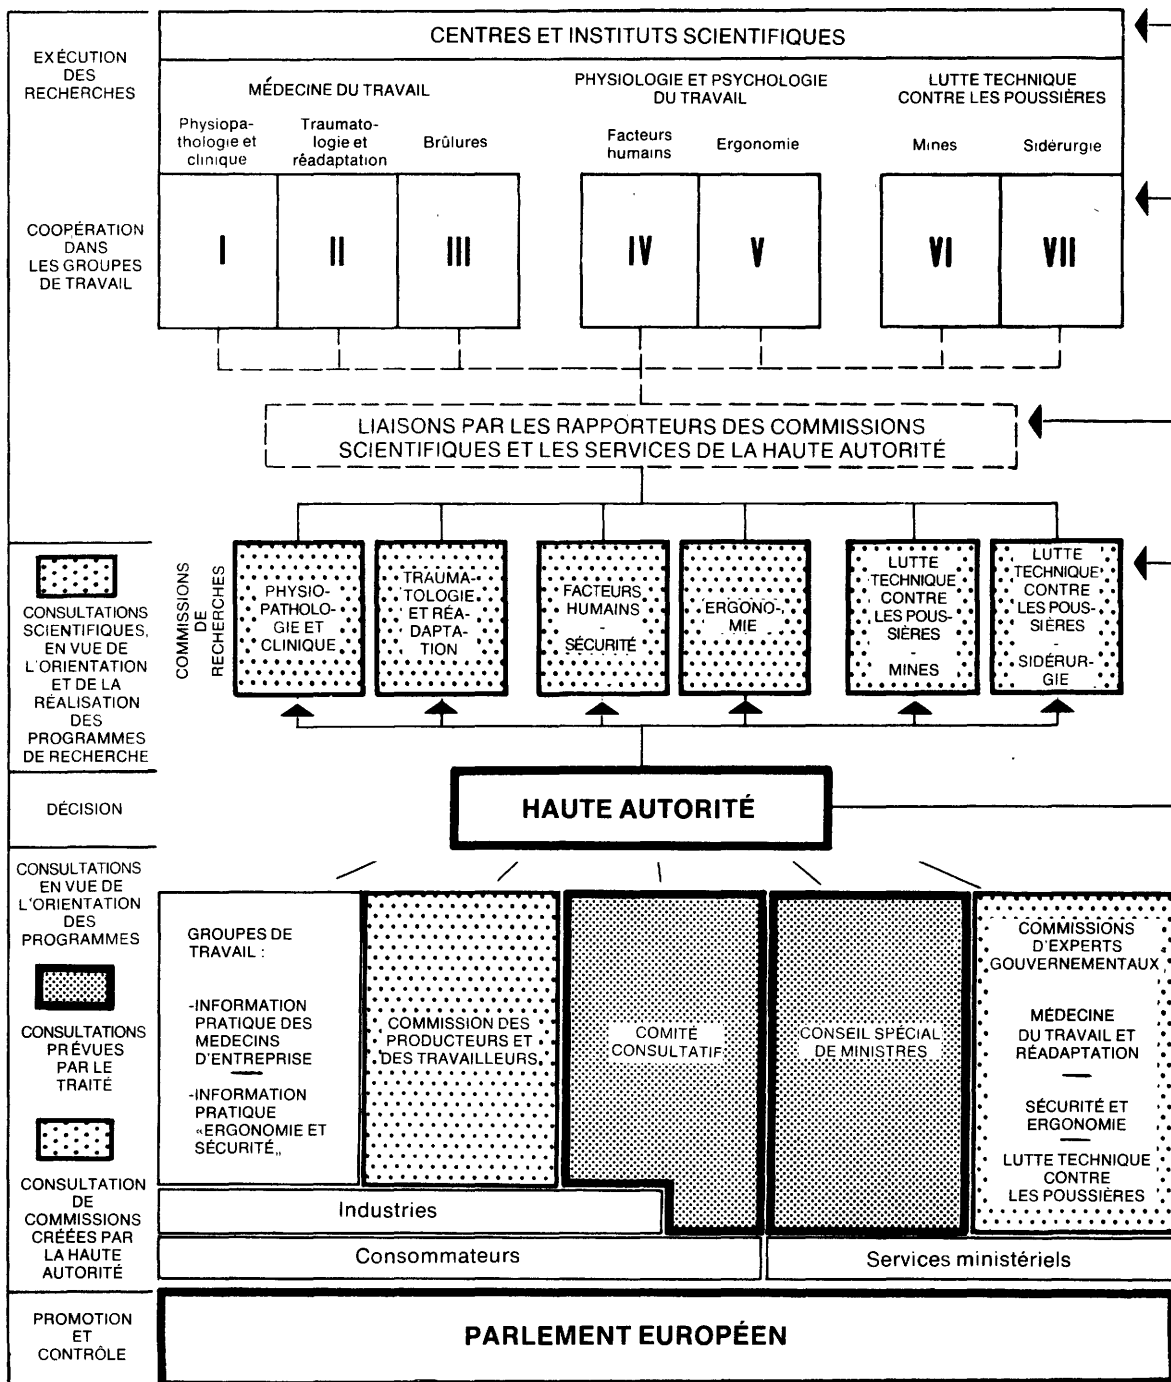 EXÉCUTION
DES
RECHERCHES
CENTRES ET INSTITUTS SCIENTIFIQUES
MÉDECINE DU TRAVAIL
PHYSIOLOGIE ET PSYCHOLOGIE
DU TRAVAIL
LUTTE TECHNIQUE
CONTRE LES POUSSIÈRES
Physiopa-
thologie et
clinique
Traumato-
logie et
réadaptation
Brûlures
Facteurs
humains
Ergonomie
Mines
Sidérurgie
COOPÉRATION
DANS
LES GROUPES
DE TRAVAIL
I
II
III
IV
V
VI
VII
LIAISONS PAR LES RAPPORTEURS DES COMMISSIONS
SCIENTIFIQUES ET LES SERVICES DE LA HAUTE AUTORITÉ
CONSULTATIONS
SCIENTIFIQUES,
EN VUE DE
L'ORIENTATION
ET DE LA
RÉALISATION
DES
PROGRAMMES
DE RECHERCHE
COMMISSIONS
DE
RECHERCHES
PHYSIO-
PATHOLO-
GIE ET
CLINIQUE
TRAUMA-
TOLOGIE
ET RÉA-
DAPTA-
TION
FACTEURS
HUMAINS
-
SÉCURITÉ
ERGONO-
MIE
LUTTE
TECHNIQUE
CONTRE
LES POUS-
SIÈRES
-
MINES
LUTTE
TECHNIQUE
CONTRE
LES POUS-
SIÈRES
-
SIDÉRUR-
GIE
DÉCISION
HAUTE AUTORITÉ
CONSULTATIONS
EN VUE DE
L'ORIENTATION
DES
PROGRAMMES
CONSULTATIONS
PRÉVUES
PAR LE
TRAITÉ
CONSULTATION
DE
COMMISSIONS
CRÉÉES PAR
LA HAUTE
AUTORITÉ
GROUPES DE
TRAVAIL :
-INFORMATION
PRATIQUE DES
MEDECINS
D'ENTREPRISE
-INFORMATION
PRATIQUE
«ERGONOMIE ET
SÉCURITÉ„
COMMISSION DES
PRODUCTEURS ET
DES TRAVAILLEURS
COMITÉ
CONSULTATIF
CONSEIL SPÉCIAL
DE MINISTRES
COMMISSIONS
D'EXPERTS
GOUVERNEMENTAUX
MÉDECINE
DU TRAVAIL ET
RÉADAPTATION
SÉCURITÉ ET
ERGONOMIE
LUTTE TECHNIQUE
CONTRE
LES POUSSIÈRES
Industries
Consommateurs
Services ministériels
PROMOTION
ET
CONTRÔLE
PARLEMENT EUROPÉEN